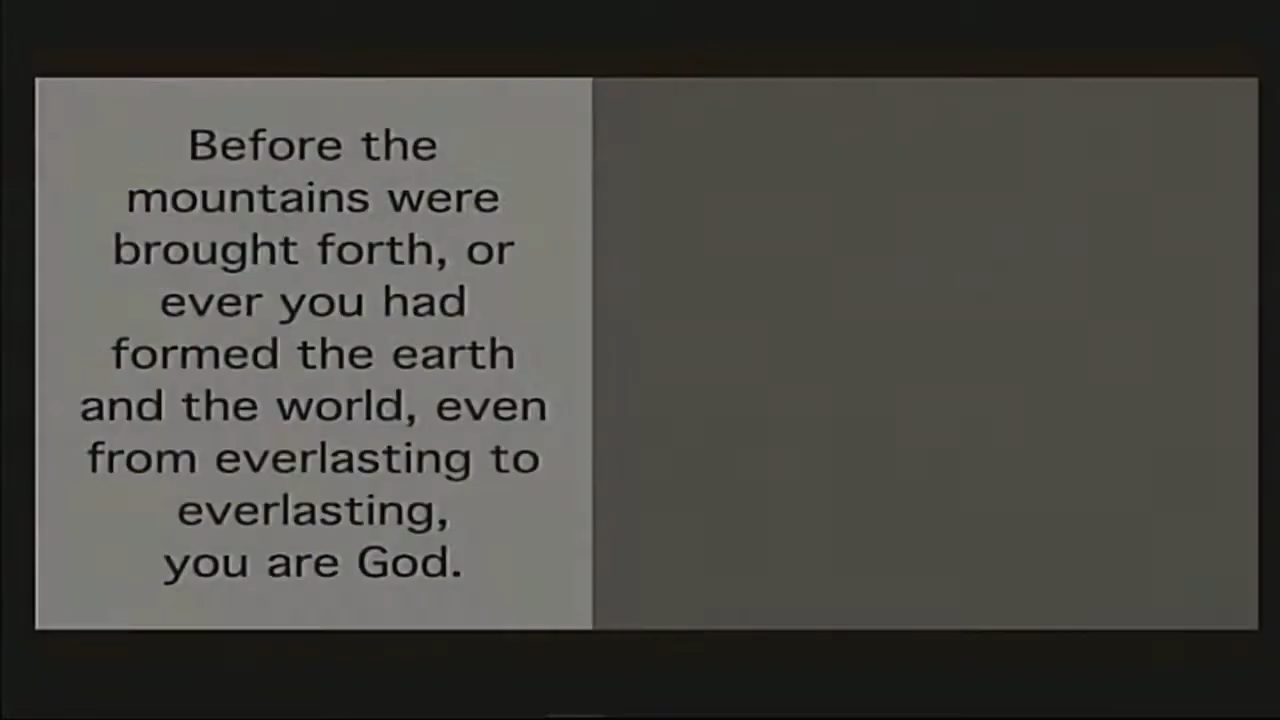 Before the
mountains were
brought forth, or
ever you had
formed the earth
and the world, even
from everlasting to
everlasting,
you are God.